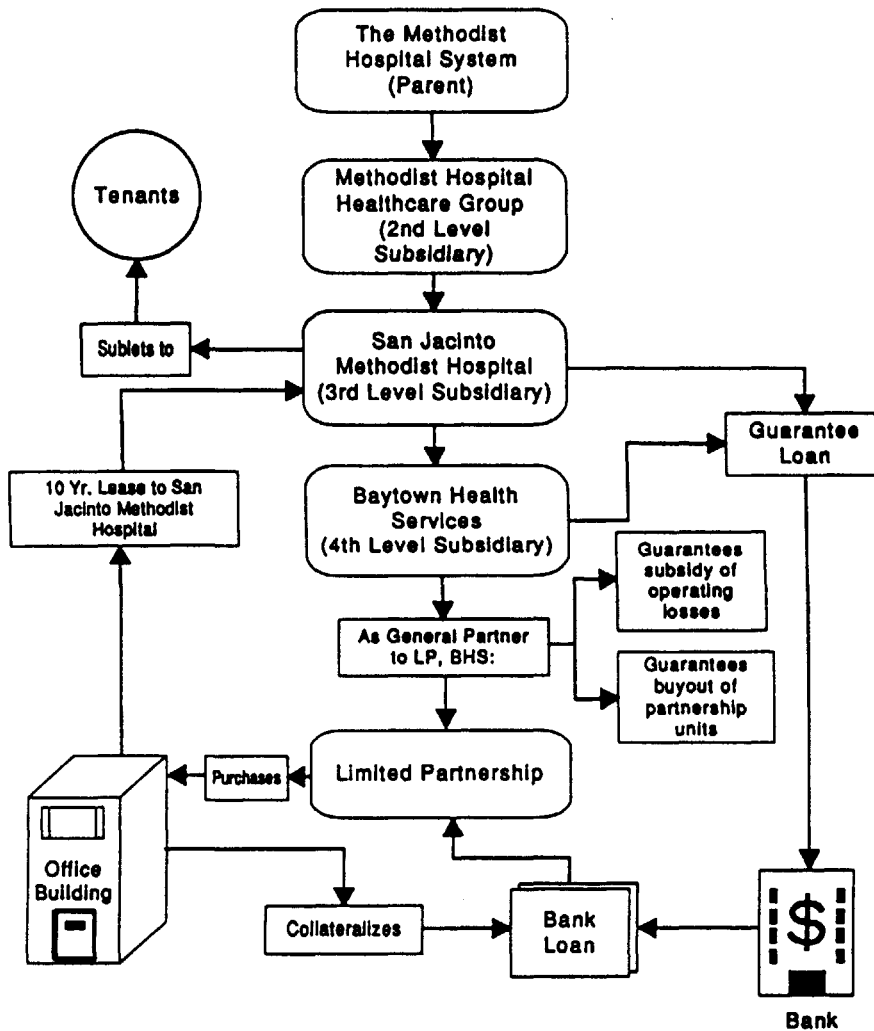 The Methodist
Hospital System
(Parent)
Tenants
Methodist Hospital
Healthcare Group
(2nd Level
Subsidiary)
Sublets to
San Jacinto
Methodist Hospital
(3rd Level Subsidiary)
Guarantee
Loan
10 Yr. Lease to San
Jacinto Methodist
Hospital
Baytown Health
Services
(4th Level Subsidiary)
Guarantees
subsidy of
operating
losses
As General Partner
to LP, BHS:
Guarantees
buyout of
partnership
units
Purchases
Limited Partnership
Office
Building
Collateralizes
Bank
Loan
$
Bank